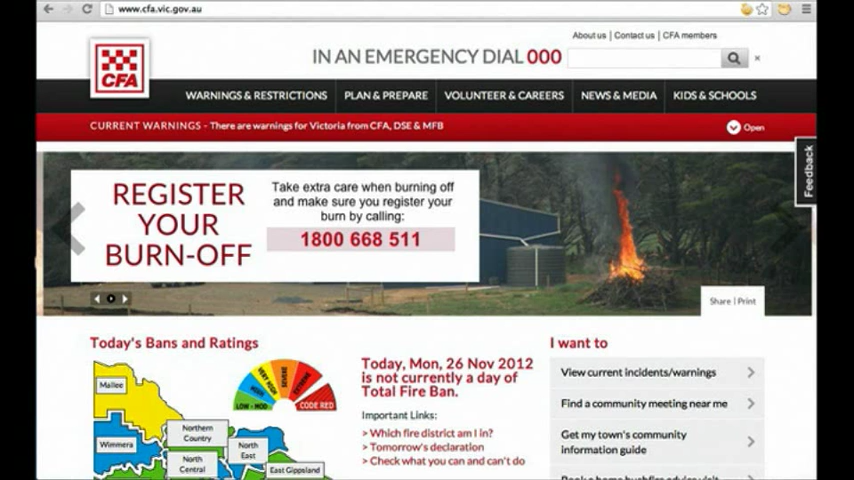 www.cfa.vic.gov.au
About us | Contact us | CFA members
IN AN EMERGENCY DIAL 000
CFA
WARNINGS & RESTRICTIONS
PLAN & PREPARE
VOLUNTEER & CAREERS
NEWS & MEDIA
KIDS & SCHOOLS
CURRENT WARNINGS - There are warnings for Victoria from CFA, DSE & MFB
Open
Feedback
REGISTER
YOUR
BURN-OFF
Take extra care when burning off
and make sure you register your
burn by calling:
1800 668 511
Share | Print
Today's Bans and Ratings
Mallee
Wimmera
Northern
Country
North
Central
North
East
East Gippsland
LOW - MOD
HIGH
VERY HIGH
SEVERE
EXTREME
CODE RED
Today, Mon, 26 Nov 2012
is not currently a day of
Total Fire Ban.
Important Links:
> Which fire district am I in?
> Tomorrow's declaration
> Check what you can and can't do
I want to
View current incidents/warnings
Find a community meeting near me
Get my town's community
information guide
Book a home bushfire advice visit